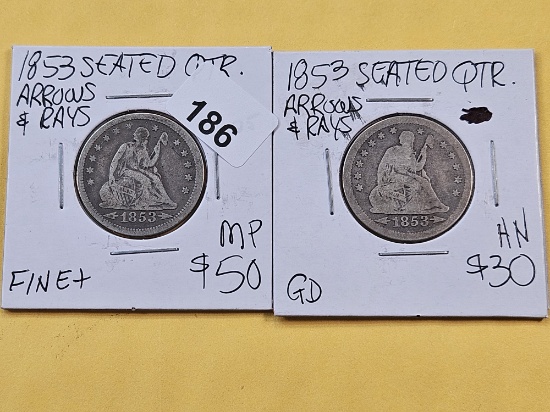 1853 SEATED QTR.
ARROWS
& RAYS
186
1853
FINE+
MP
$50
1853 SEATED QTR.
ARROWS
& RAYS
1853
GD
HN
$30